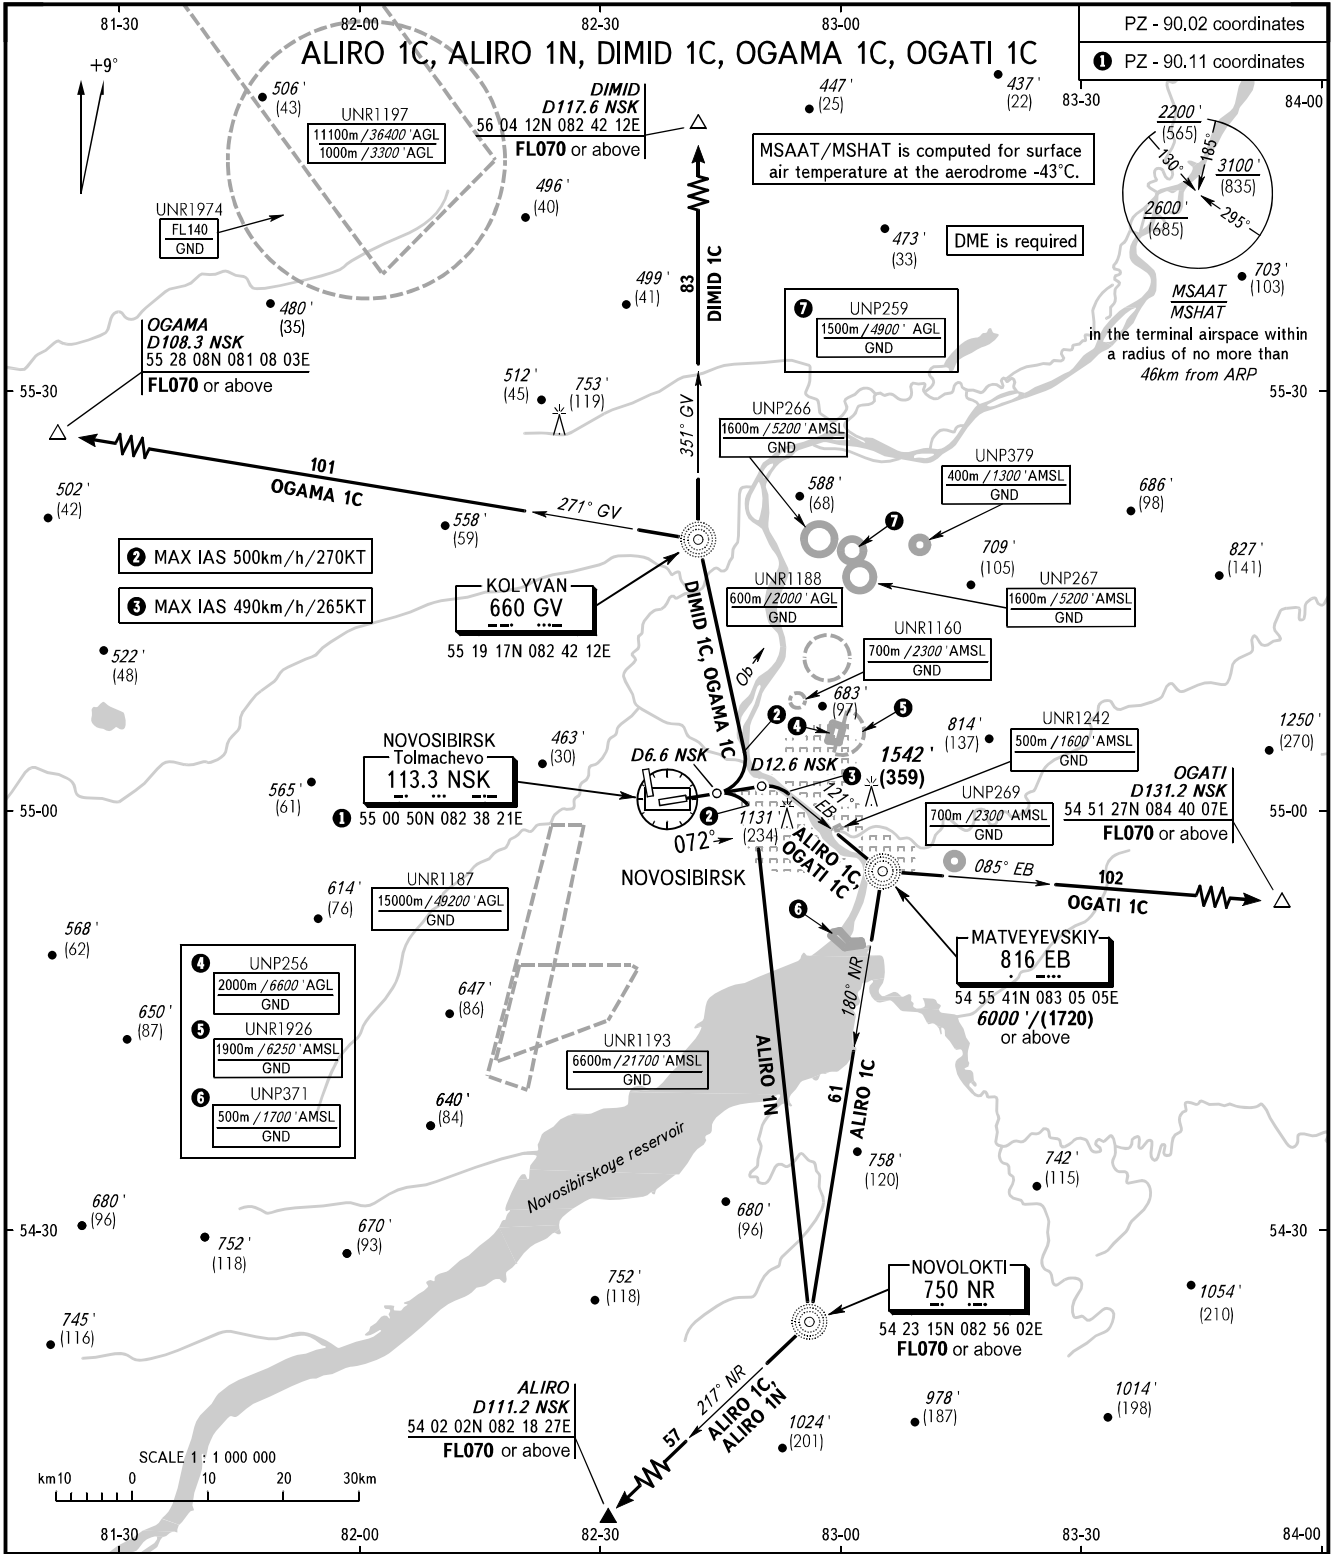 81-30
82-00
82-30
83-00
PZ - 90.02 coordinates
❶ PZ - 90.11 coordinates
83-30
84-00
ALIRO 1C, ALIRO 1N, DIMID 1C, OGAMA 1C, OGATI 1C
+9°
506'
(43)
UNR1197
11100m/36400'AGL
1000m/3300'AGL
DIMID
D117.6 NSK
56 04 12N 082 42 12E
FL070 or above
447'
(25)
437'
(22)
MSAAT/MSHAT is computed for surface
air temperature at the aerodrome -43°C.
2200'
(565)
130°
185°
3100'
(835)
2600'
(685)
295°
MSAAT
MSHAT
in the terminal airspace within
a radius of no more than
46km from ARP
UNR1974
FL140
GND
496'
(40)
473'
(33)
DME is required
703'
(103)
499'
(41)
480'
(35)
83
DIMID 1C
❼ UNP259
1500m/4900' AGL
GND
OGAMA
D108.3 NSK
55 28 08N 081 08 03E
FL070 or above
55-30
55-30
512'
(45)
753'
(119)
351° GV
UNP266
1600m/5200'AMSL
GND
UNP379
400m/1300'AMSL
GND
101
OGAMA 1C
271° GV
502'
(42)
558'
(59)
588'
(68)
❼
686'
(98)
709'
(105)
827'
(141)
❷ MAX IAS 500km/h/270KT
❸ MAX IAS 490km/h/265KT
KOLYVAN
660 GV
55 19 17N 082 42 12E
UNR1188
600m/2000'AGL
GND
UNP267
1600m/5200'AMSL
GND
UNR1160
700m/2300'AMSL
GND
522'
(48)
DIMID 1C, OGAMA 1C
Ob
683'
(97)
❷
❹
❺
814'
(137)
UNR1242
500m/1600'AMSL
GND
1250'
(270)
NOVOSIBIRSK
Tolmachevo
113.3 NSK
❶ 55 00 50N 082 38 21E
463'
(30)
565'
(61)
D6.6 NSK
D12.6 NSK
❸
1542'
(359)
121°
EB
❷
1131'
(234)
072°
NOVOSIBIRSK
ALIRO 1C,
OGATI 1C
UNP269
700m/2300'AMSL
GND
OGATI
D131.2 NSK
54 51 27N 084 40 07E
FL070 or above
55-00
55-00
085° EB
102
OGATI 1C
UNR1187
15000m/49200'AGL
GND
614'
(76)
568'
(62)
❻
MATVEYEVSKIY
816 EB
54 55 41N 083 05 05E
6000'/(1720)
or above
❹ UNP256
2000m/6600'AGL
GND
❺ UNR1926
1900m/6250'AMSL
GND
❻ UNP371
500m/1700'AMSL
GND
650'
(87)
647'
(86)
UNR1193
6600m/21700'AMSL
GND
180° NR
ALIRO 1N
61
ALIRO 1C
640'
(84)
Novosibirskoye reservoir
758'
(120)
742'
(115)
680'
(96)
54-30
54-30
752'
(118)
670'
(93)
680'
(96)
752'
(118)
745'
(116)
NOVOLOKTI
750 NR
54 23 15N 082 56 02E
FL070 or above
1054'
(210)
ALIRO
D111.2 NSK
54 02 02N 082 18 27E
FL070 or above
217° NR
57
ALIRO 1C,
ALIRO 1N
1024'
(201)
978'
(187)
1014'
(198)
SCALE 1 : 1 000 000
km10 0 10 20 30km
81-30
82-00
82-30
83-00
83-30
84-00